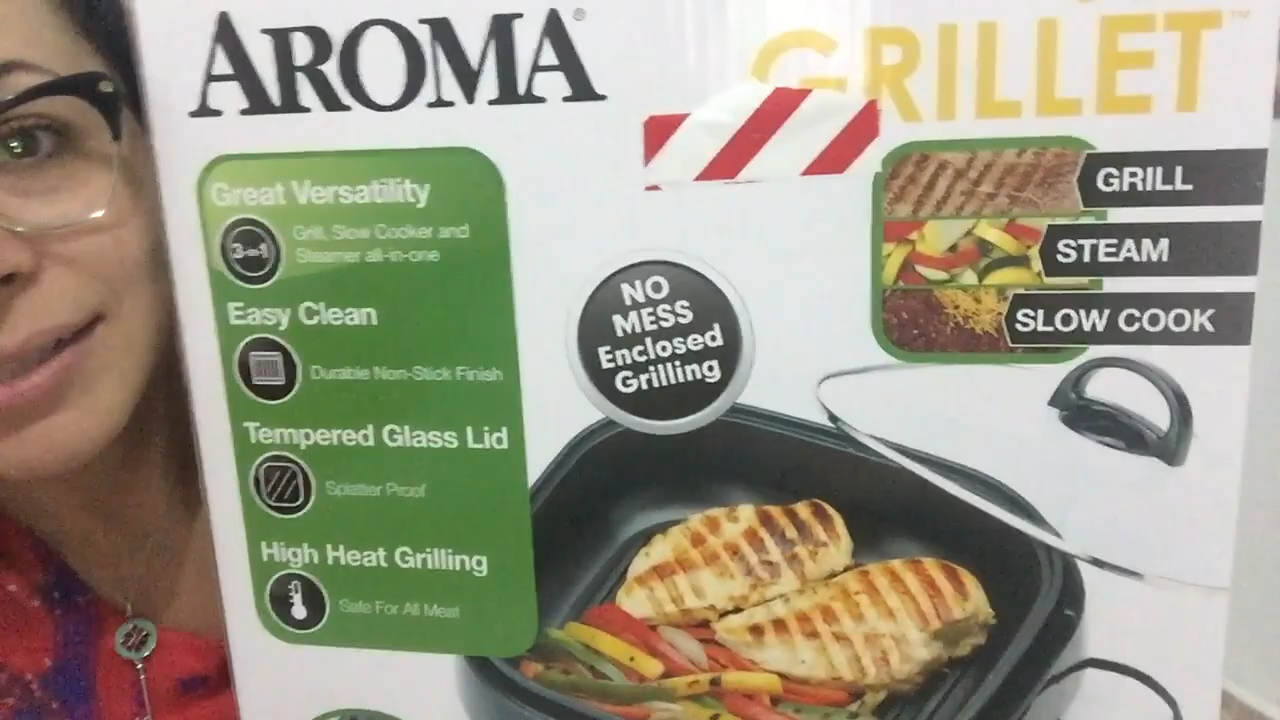 AROMA®
GRILLET™
Great Versatility
3-in-1
Grill, Slow Cooker and
Steamer all-in-one
Easy Clean
Durable Non-Stick Finish
Tempered Glass Lid
Splatter Proof
High Heat Grilling
Safe For All Meat
NO
MESS
Enclosed
Grilling
GRILL
STEAM
SLOW COOK